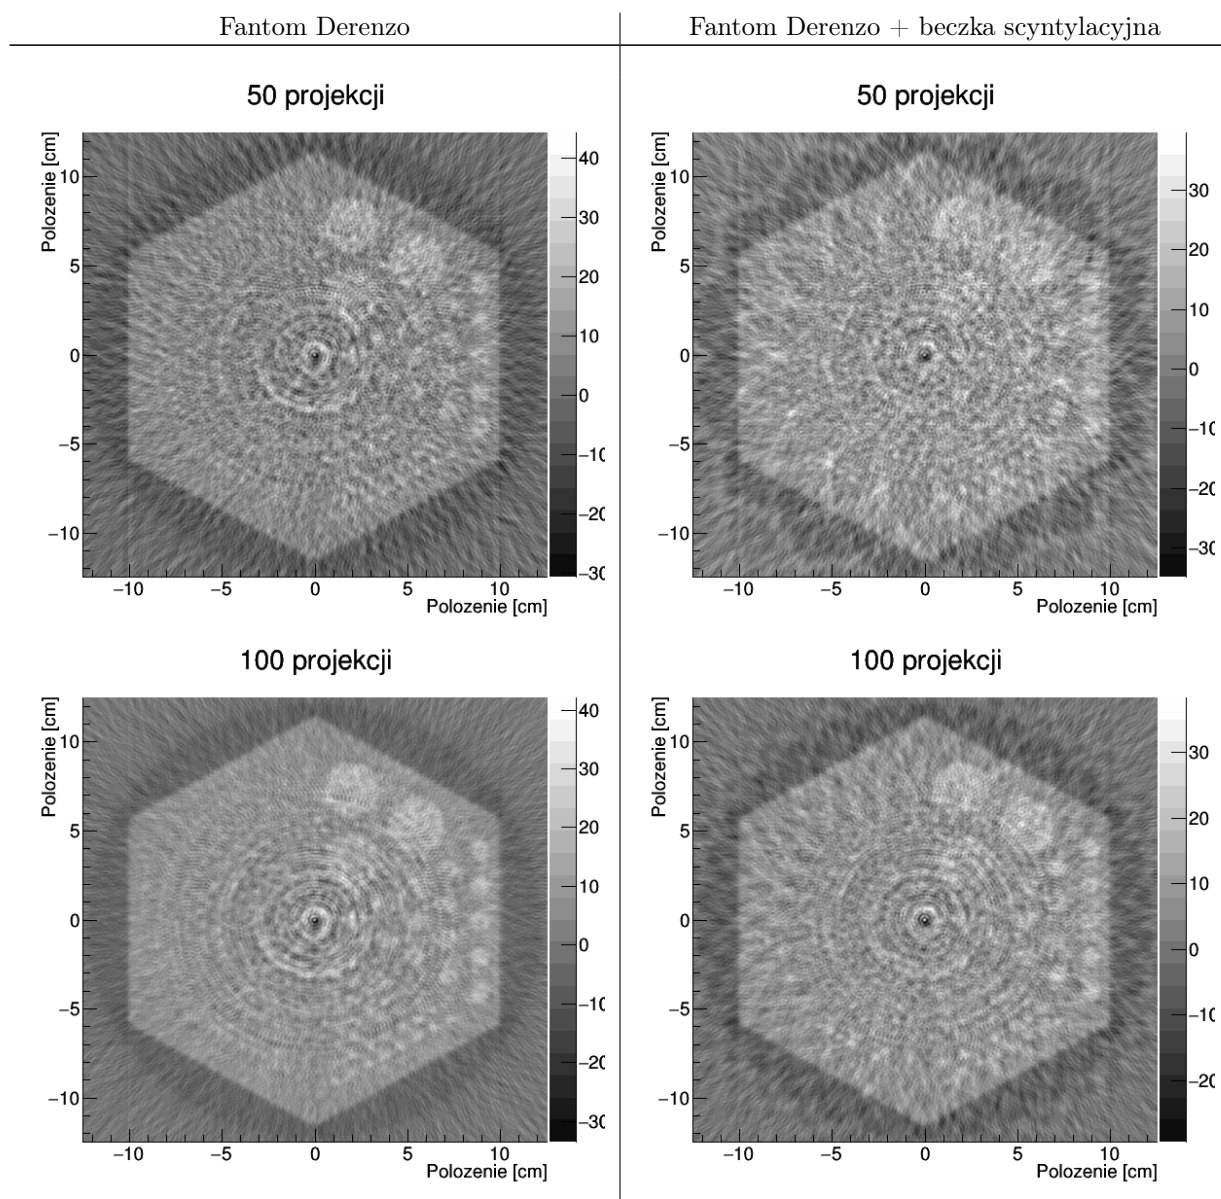 Fantom Derenzo
Fantom Derenzo + beczka scyntylacyjna
50 projekcji
Polozenie [cm]
10
5
0
−5
−10
−10 −5 0 5 10
Polozenie [cm]
40
30
20
10
0
−10
−20
−30
50 projekcji
Polozenie [cm]
10
5
0
−5
−10
−10 −5 0 5 10
Polozenie [cm]
30
20
10
0
−10
−20
−30
100 projekcji
Polozenie [cm]
10
5
0
−5
−10
−10 −5 0 5 10
Polozenie [cm]
40
30
20
10
0
−10
−20
−30
100 projekcji
Polozenie [cm]
10
5
0
−5
−10
−10 −5 0 5 10
Polozenie [cm]
30
20
10
0
−10
−20